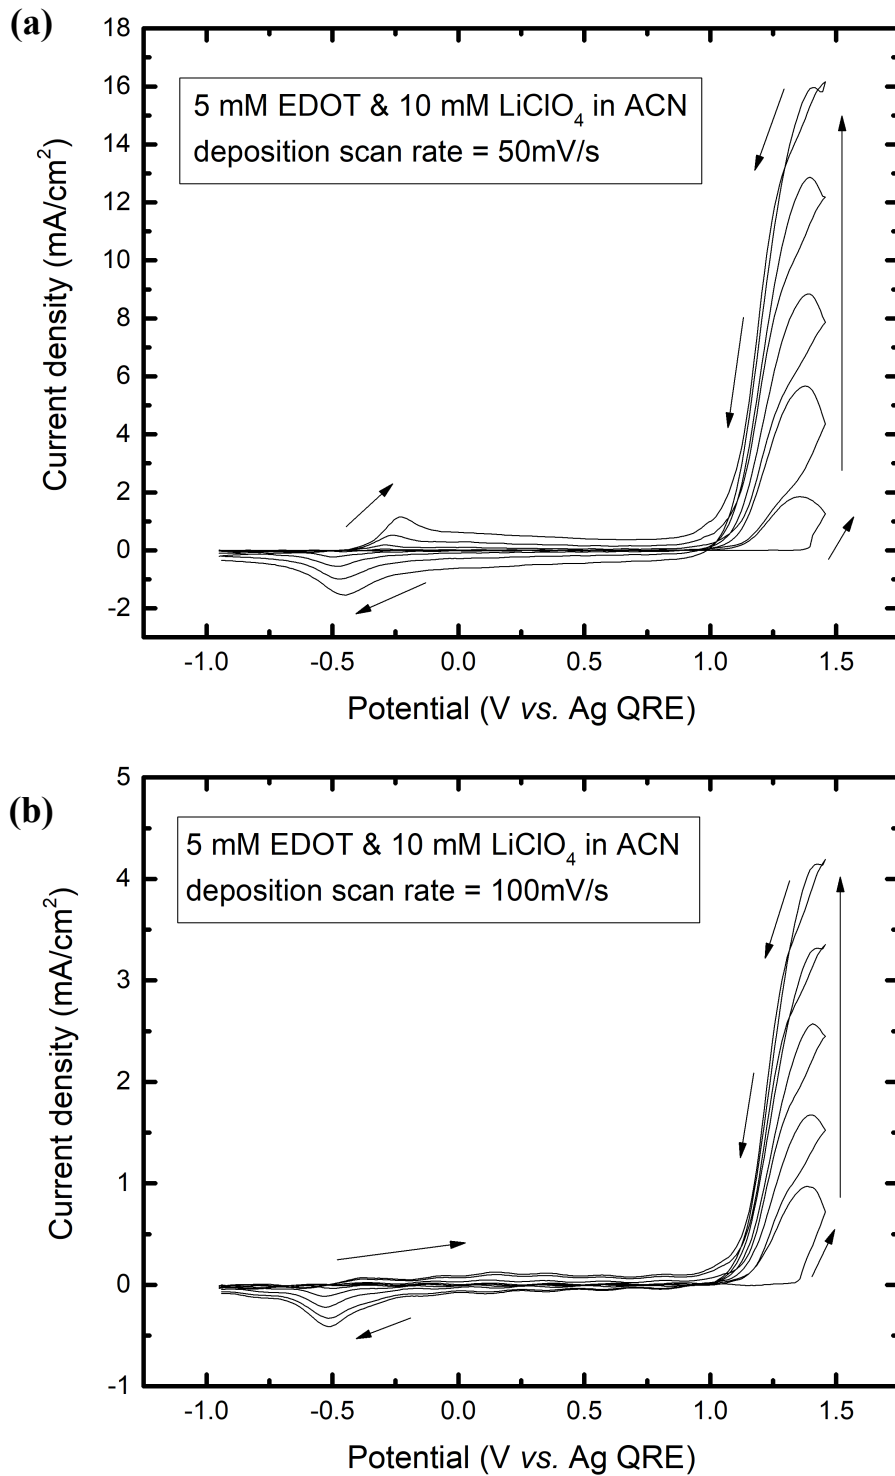 (a)
18
16
14
12
10
8
6
4
2
0
-2
Current density (mA/cm²)
5 mM EDOT & 10 mM LiClO₄ in ACN
deposition scan rate = 50mV/s
-1.0 -0.5 0.0 0.5 1.0 1.5
Potential (V vs. Ag QRE)
(b)
5
4
3
2
1
0
-1
Current density (mA/cm²)
5 mM EDOT & 10 mM LiClO₄ in ACN
deposition scan rate = 100mV/s
-1.0 -0.5 0.0 0.5 1.0 1.5
Potential (V vs. Ag QRE)